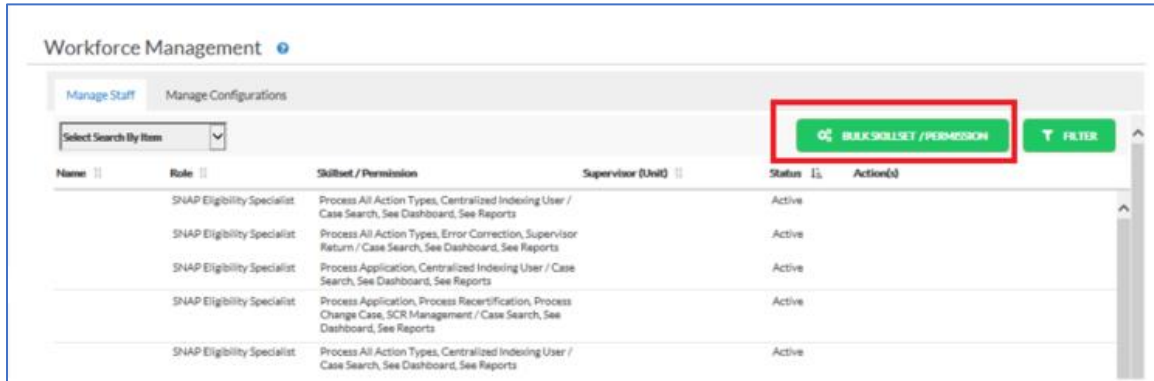 Workforce Management
Manage Staff Manage Configurations
Select Search By Item BULK SKILLSET / PERMISSION FILTER
Name Role Skillset / Permission Supervisor (Unit) Status Action(s)
SNAP Eligibility Specialist Process All Action Types, Centralized Indexing User / Active
Case Search, See Dashboard, See Reports
SNAP Eligibility Specialist Process All Action Types, Error Correction, Supervisor Active
Return / Case Search, See Dashboard, See Reports
SNAP Eligibility Specialist Process Application, Centralized Indexing User / Case Active
Search, See Dashboard, See Reports
SNAP Eligibility Specialist Process Application, Process Recertification, Process Active
Change Case, SCR Management / Case Search, See
Dashboard, See Reports
SNAP Eligibility Specialist Process All Action Types, Centralized Indexing User / Active
Case Search, See Dashboard, See Reports